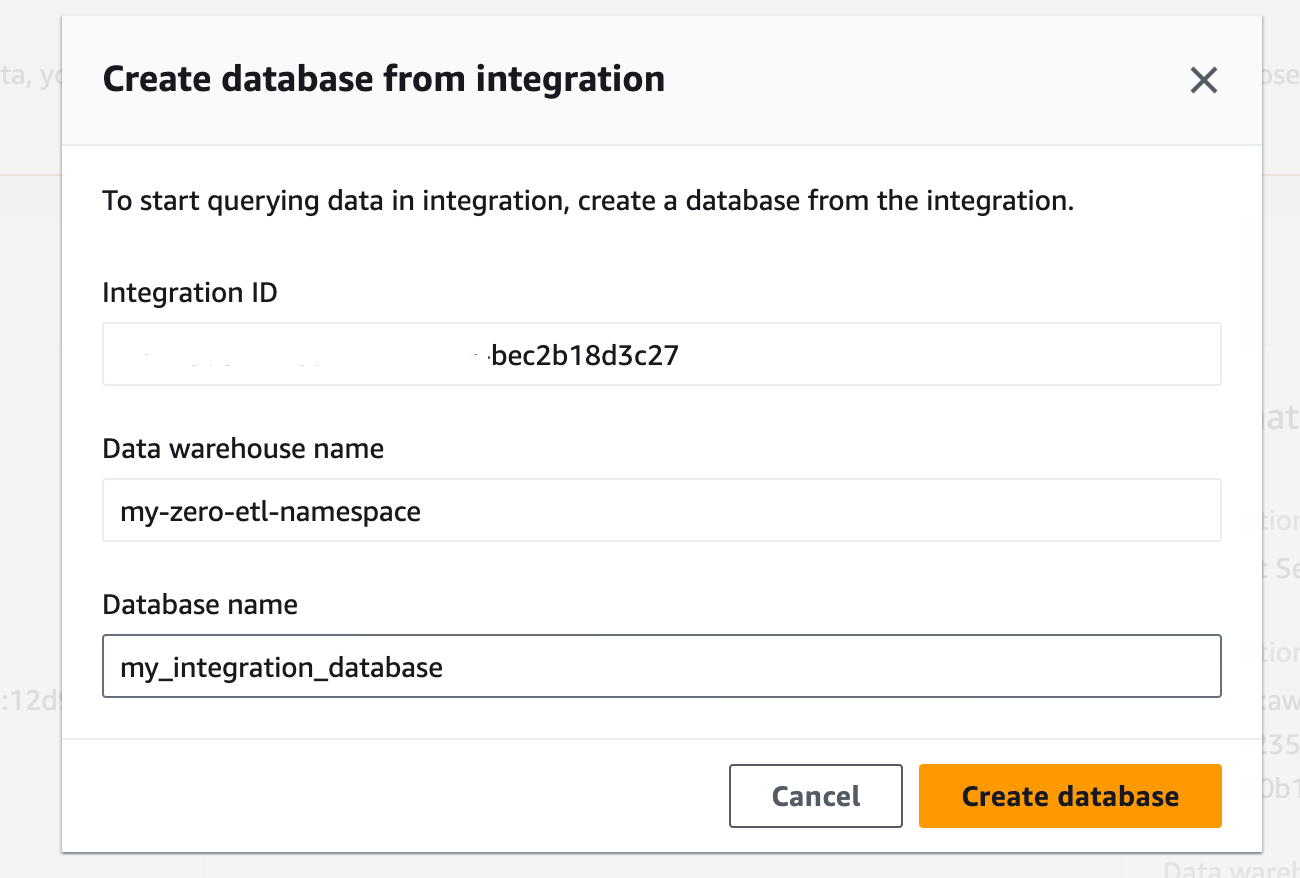 Create database from integration
To start querying data in integration, create a database from the integration.
Integration ID
bec2b18d3c27
Data warehouse name
my-zero-etl-namespace
Database name
my_integration_database
Cancel
Create database